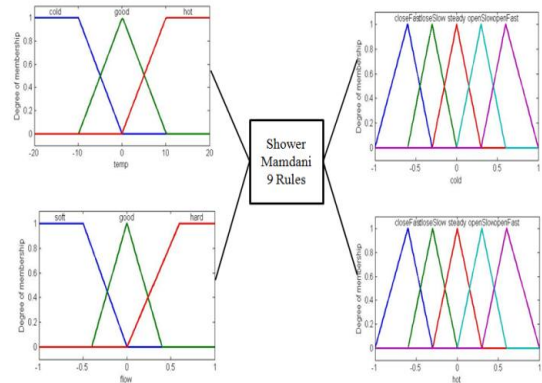 cold good hot
Degree of membership
1
0.8
0.6
0.4
0.2
0
-20 -10 0 10 20
temp
soft good hard
Degree of membership
1
0.8
0.6
0.4
0.2
0
-1 -0.5 0 0.5 1
flow
Shower
Mamdani
9 Rules
closeFastcloseSlow steady openSlowopenFast
Degree of membership
1
0.8
0.6
0.4
0.2
0
-1 -0.5 0 0.5 1
cold
closeFastcloseSlow steady openSlowopenFast
Degree of membership
1
0.8
0.6
0.4
0.2
0
-1 -0.5 0 0.5 1
hot